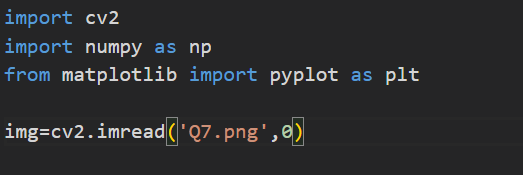 import cv2
import numpy as np
from matplotlib import pyplot as plt
img=cv2.imread('Q7.png',0)